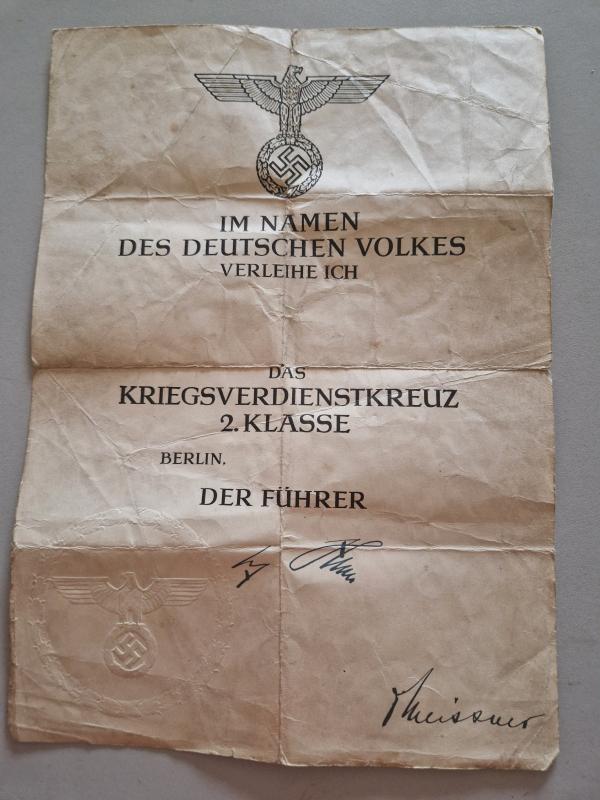 IM NAMEN
DES DEUTSCHEN VOLKES
VERLEIHE ICH
DAS
KRIEGSVERDIENSTKREUZ
2. KLASSE
BERLIN.
DER FÜHRER
Meissner